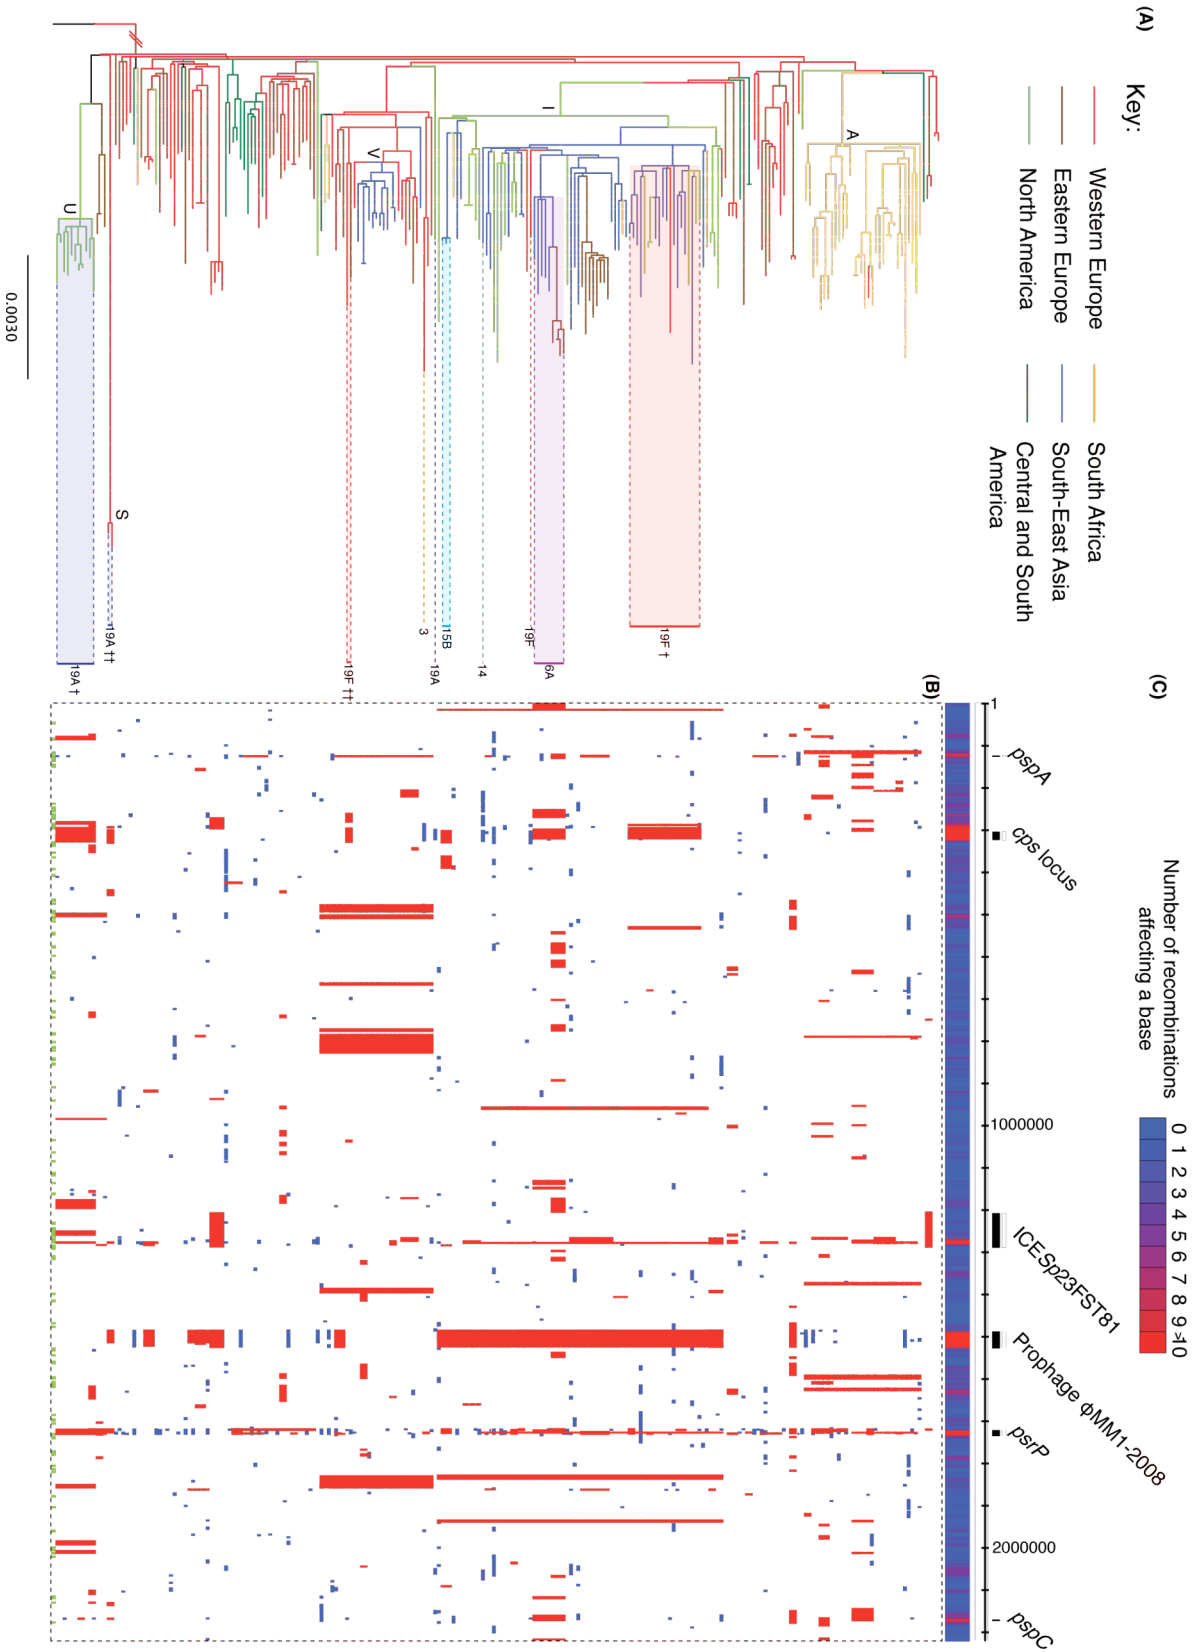 (A)
Key:
Western Europe
Eastern Europe
North America
South Africa
South-East Asia
Central and South
America
A
I
V
U
S
0.0030
19F †
6A
19F
14
15B
19A
3
19F ††
19A ††
19A †
(C)
Number of recombinations
affecting a base
0 1 2 3 4 5 6 7 8 9 >10
(B)
1
1000000
2000000
pspA
cps locus
ICESp23FST81
Prophage ϕMM1-2008
psrP
pspC